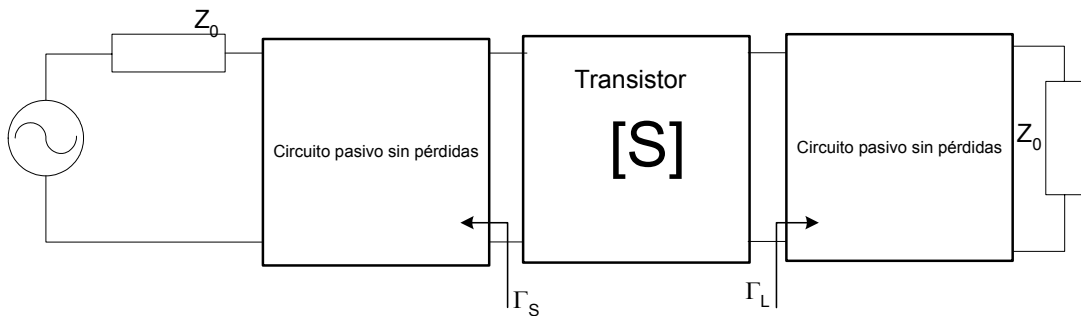 Z0
Circuito pasivo sin pérdidas
Transistor
[S]
Circuito pasivo sin pérdidas
Z0
ΓS
ΓL